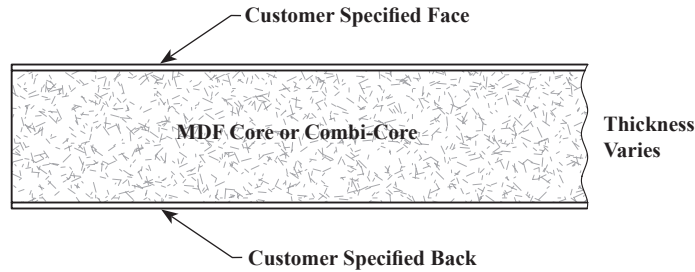 Customer Specified Face
MDF Core or Combi-Core
Thickness
Varies
Customer Specified Back